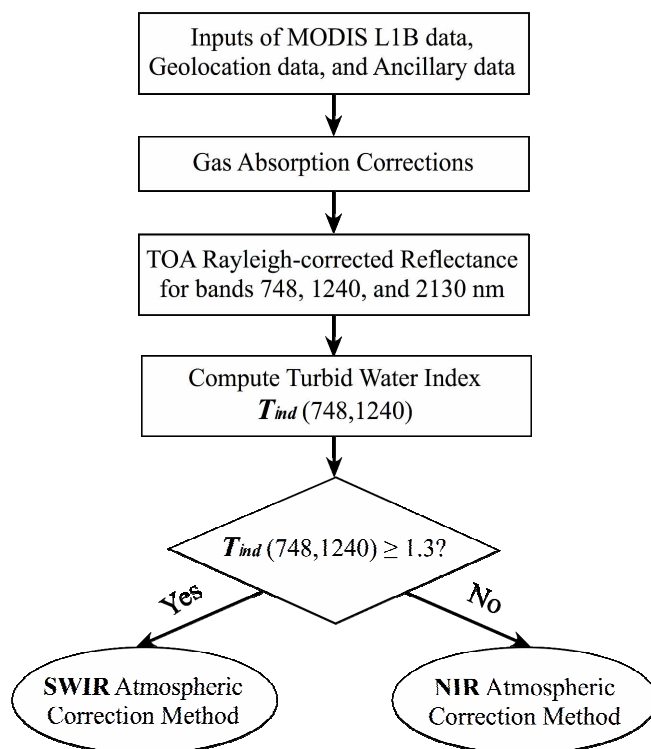 Inputs of MODIS L1B data,
Geolocation data, and Ancillary data
Gas Absorption Corrections
TOA Rayleigh-corrected Reflectance
for bands 748, 1240, and 2130 nm
Compute Turbid Water Index
Tind (748,1240)
Tind (748,1240) ≥ 1.3?
Yes
No
SWIR Atmospheric
Correction Method
NIR Atmospheric
Correction Method